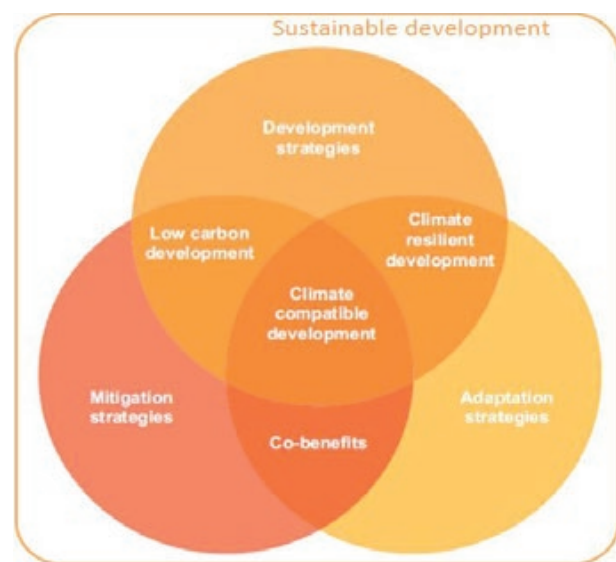 Sustainable development
Development
strategies
Low carbon
development
Climate
resilient
development
Climate
compatible
development
Mitigation
strategies
Adaptation
strategies
Co-benefits